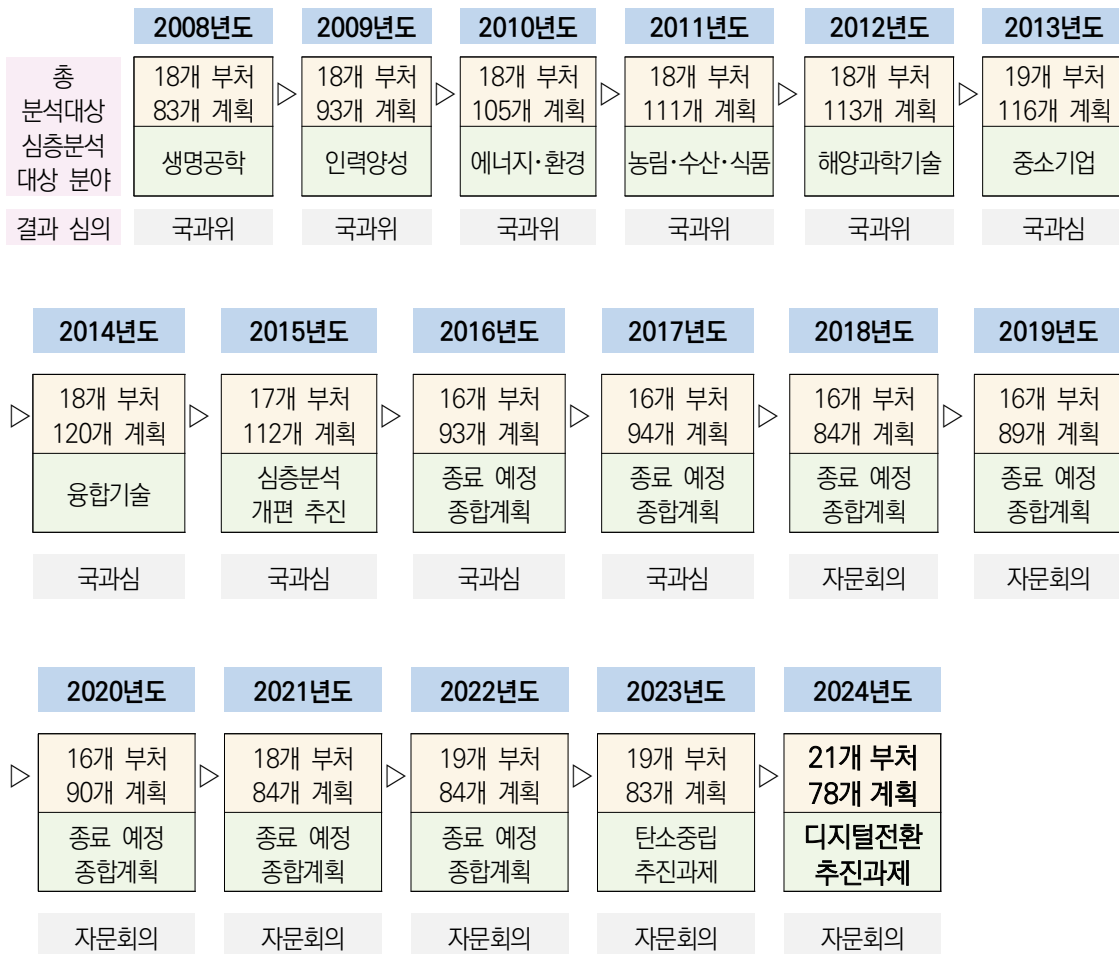 2008년도 2009년도 2010년도 2011년도 2012년도 2013년도
총
분석대상
심층분석
대상 분야
18개 부처 ▷ 18개 부처 ▷ 18개 부처 ▷ 18개 부처 ▷ 18개 부처 ▷ 19개 부처
83개 계획 93개 계획 105개 계획 111개 계획 113개 계획 116개 계획
생명공학 인력양성 에너지·환경 농림·수산·식품 해양과학기술 중소기업
결과 심의 국과위 국과위 국과위 국과위 국과위 국과심
2014년도 2015년도 2016년도 2017년도 2018년도 2019년도
▷ 18개 부처 ▷ 17개 부처 ▷ 16개 부처 ▷ 16개 부처 ▷ 16개 부처 ▷ 16개 부처
120개 계획 112개 계획 93개 계획 94개 계획 84개 계획 89개 계획
융합기술 심층분석 종료 예정 종료 예정 종료 예정 종료 예정
개편 추진 종합계획 종합계획 종합계획 종합계획
국과심 국과심 국과심 국과심 자문회의 자문회의
2020년도 2021년도 2022년도 2023년도 2024년도
▷ 16개 부처 ▷ 18개 부처 ▷ 19개 부처 ▷ 19개 부처 ▷ 21개 부처
90개 계획 84개 계획 84개 계획 83개 계획 78개 계획
종료 예정 종료 예정 종료 예정 탄소중립 디지털전환
종합계획 종합계획 종합계획 추진과제 추진과제
자문회의 자문회의 자문회의 자문회의 자문회의